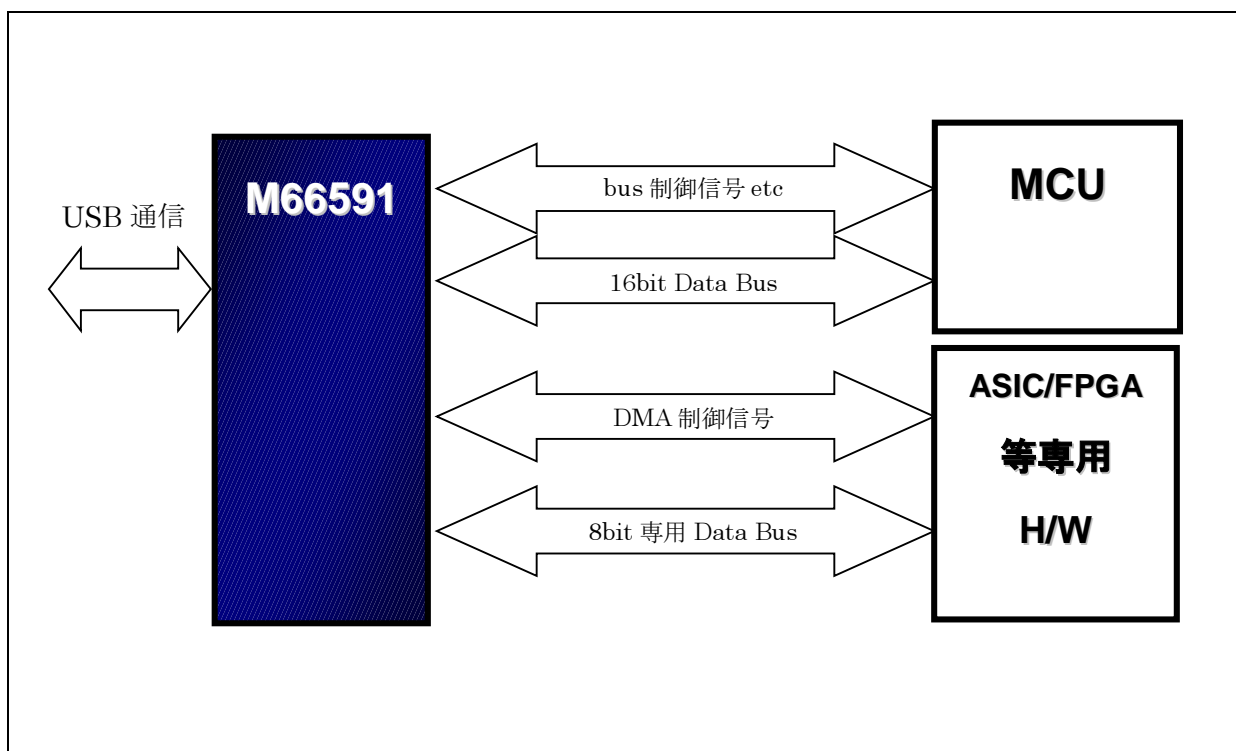 USB 通信
M66591
bus 制御信号 etc
16bit Data Bus
DMA 制御信号
8bit 専用 Data Bus
MCU
ASIC/FPGA
等専用
H/W